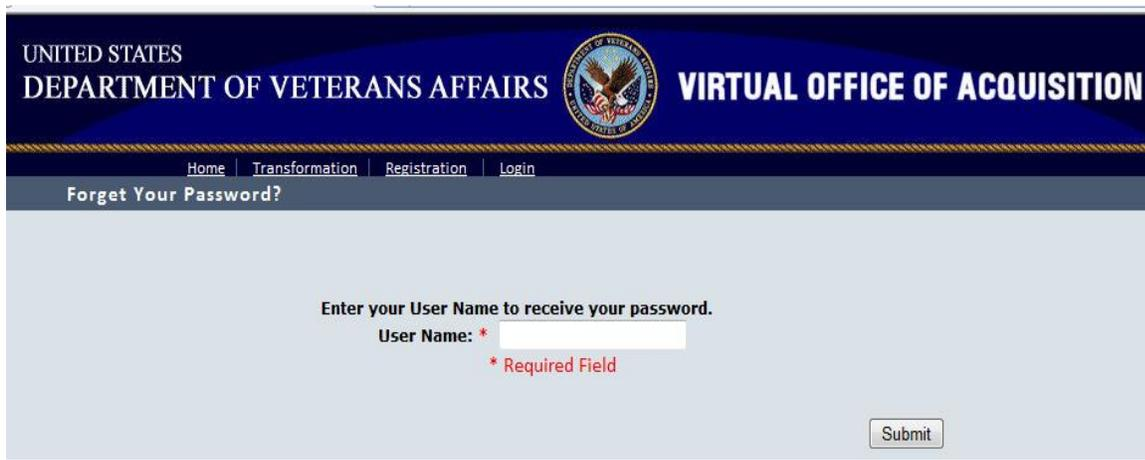 UNITED STATES
DEPARTMENT OF VETERANS AFFAIRS
VIRTUAL OFFICE OF ACQUISITION
Home | Transformation | Registration | Login
Forget Your Password?
Enter your User Name to receive your password.
User Name: *
* Required Field
Submit